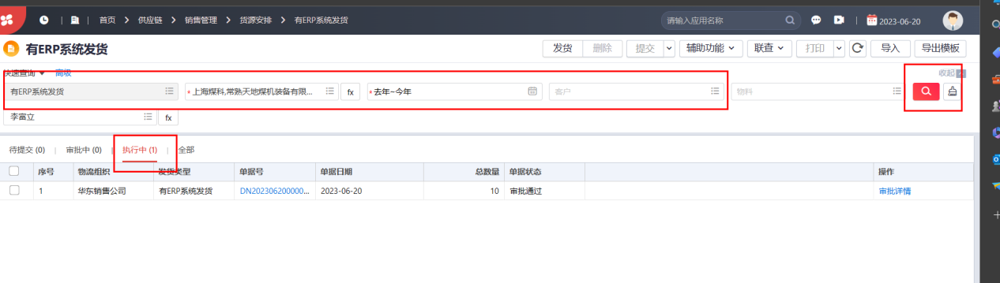 首页 供应链 销售管理 货源安排 有ERP系统发货 请输入应用名称 2023-06-20
有ERP系统发货 发货 删除 提交 辅助功能 联查 打印 导入 导出模板
快速查询 高级 收起
有ERP系统发货 * 上海煤科,常熟天地煤机装备有限... fx * 去年~今年 客户 物料
李富立 fx
待提交 (0) | 审批中 (0) | 执行中 (1) | 全部
序号 物流组织 发货类型 单据号 单据日期 总数量 单据状态 操作
1 华东销售公司 有ERP系统发货 DN202306200000... 2023-06-20 10 审批通过 审批详情